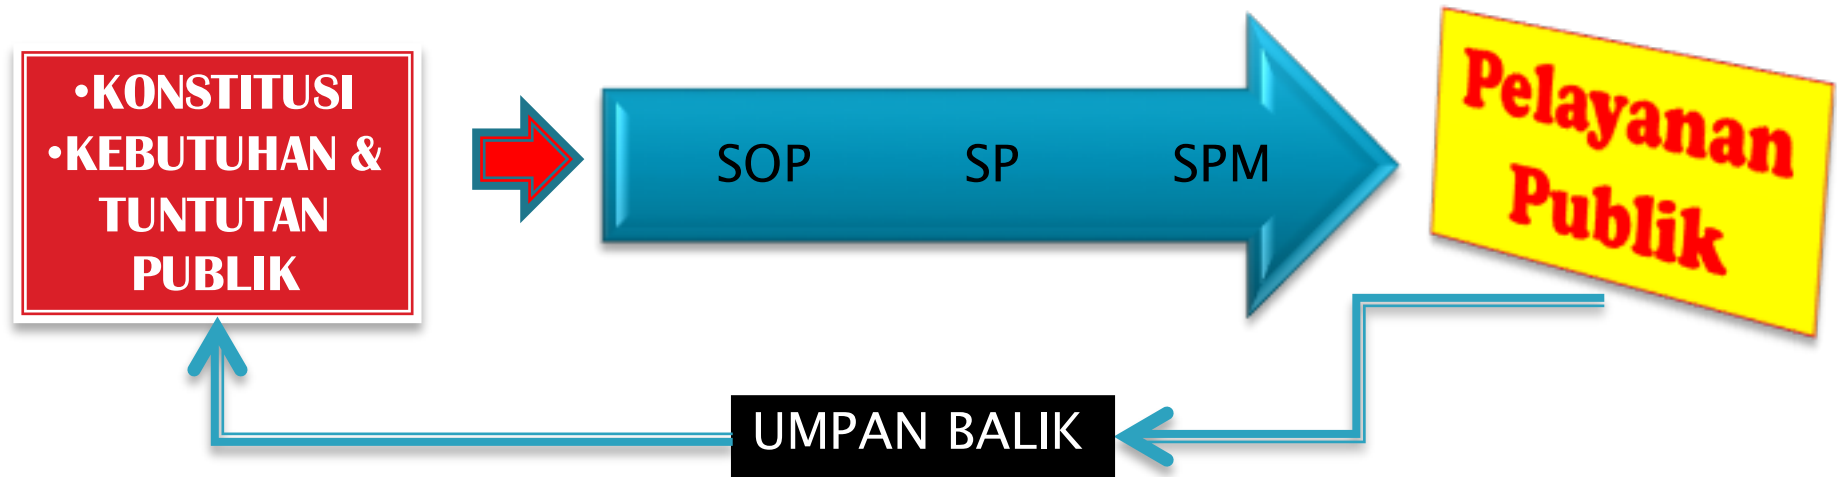 •KONSTITUSI
•KEBUTUHAN &
TUNTUTAN
PUBLIK
SOP SP SPM
Pelayanan
Publik
UMPAN BALIK